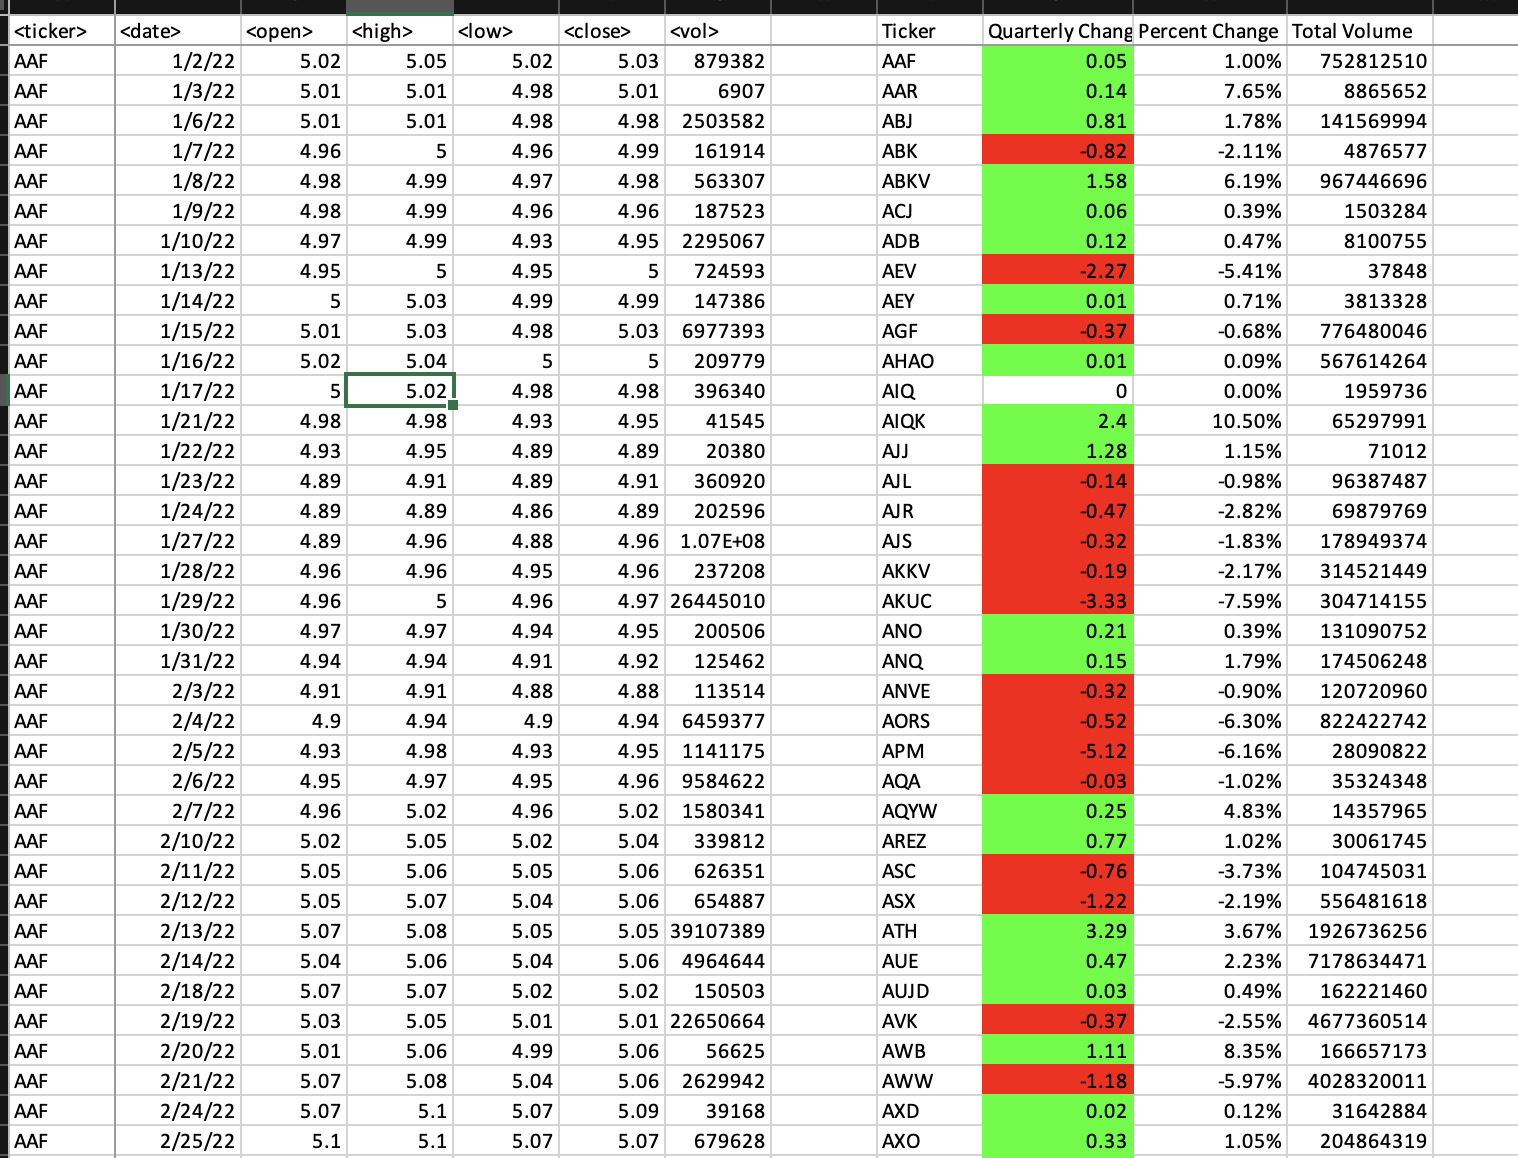 <ticker> <date> <open> <high> <low> <close> <vol> Ticker Quarterly Chang Percent Change Total Volume
AAF 1/2/22 5.02 5.05 5.02 5.03 879382 AAF 0.05 1.00% 752812510
AAF 1/3/22 5.01 5.01 4.98 5.01 6907 AAR 0.14 7.65% 8865652
AAF 1/6/22 5.01 5.01 4.98 4.98 2503582 ABJ 0.81 1.78% 141569994
AAF 1/7/22 4.96 5 4.96 4.99 161914 ABK -0.82 -2.11% 4876577
AAF 1/8/22 4.98 4.99 4.97 4.98 563307 ABKV 1.58 6.19% 967446696
AAF 1/9/22 4.98 4.99 4.96 4.96 187523 ACJ 0.06 0.39% 1503284
AAF 1/10/22 4.97 4.99 4.93 4.95 2295067 ADB 0.12 0.47% 8100755
AAF 1/13/22 4.95 5 4.95 5 724593 AEV -2.27 -5.41% 37848
AAF 1/14/22 5 5.03 4.99 4.99 147386 AEY 0.01 0.71% 3813328
AAF 1/15/22 5.01 5.03 4.98 5.03 6977393 AGF -0.37 -0.68% 776480046
AAF 1/16/22 5.02 5.04 5 5 209779 AHAO 0.01 0.09% 567614264
AAF 1/17/22 5 5.02 4.98 4.98 396340 AIQ 0 0.00% 1959736
AAF 1/21/22 4.98 4.98 4.93 4.95 41545 AIQK 2.4 10.50% 65297991
AAF 1/22/22 4.93 4.95 4.89 4.89 20380 AJJ 1.28 1.15% 71012
AAF 1/23/22 4.89 4.91 4.89 4.91 360920 AJL -0.14 -0.98% 96387487
AAF 1/24/22 4.89 4.89 4.86 4.89 202596 AJR -0.47 -2.82% 69879769
AAF 1/27/22 4.89 4.96 4.88 4.96 1.07E+08 AJS -0.32 -1.83% 178949374
AAF 1/28/22 4.96 4.96 4.95 4.96 237208 AKKV -0.19 -2.17% 314521449
AAF 1/29/22 4.96 5 4.96 4.97 26445010 AKUC -3.33 -7.59% 304714155
AAF 1/30/22 4.97 4.97 4.94 4.95 200506 ANO 0.21 0.39% 131090752
AAF 1/31/22 4.94 4.94 4.91 4.92 125462 ANQ 0.15 1.79% 174506248
AAF 2/3/22 4.91 4.91 4.88 4.88 113514 ANVE -0.32 -0.90% 120720960
AAF 2/4/22 4.9 4.94 4.9 4.94 6459377 AORS -0.52 -6.30% 822422742
AAF 2/5/22 4.93 4.98 4.93 4.95 1141175 APM -5.12 -6.16% 28090822
AAF 2/6/22 4.95 4.97 4.95 4.96 9584622 AQA -0.03 -1.02% 35324348
AAF 2/7/22 4.96 5.02 4.96 5.02 1580341 AQYW 0.25 4.83% 14357965
AAF 2/10/22 5.02 5.05 5.02 5.04 339812 AREZ 0.77 1.02% 30061745
AAF 2/11/22 5.05 5.06 5.05 5.06 626351 ASC -0.76 -3.73% 104745031
AAF 2/12/22 5.05 5.07 5.04 5.06 654887 ASX -1.22 -2.19% 556481618
AAF 2/13/22 5.07 5.08 5.05 5.05 39107389 ATH 3.29 3.67% 1926736256
AAF 2/14/22 5.04 5.06 5.04 5.06 4964644 AUE 0.47 2.23% 7178634471
AAF 2/18/22 5.07 5.07 5.02 5.02 150503 AUJD 0.03 0.49% 162221460
AAF 2/19/22 5.03 5.05 5.01 5.01 22650664 AVK -0.37 -2.55% 4677360514
AAF 2/20/22 5.01 5.06 4.99 5.06 56625 AWB 1.11 8.35% 166657173
AAF 2/21/22 5.07 5.08 5.04 5.06 2629942 AWW -1.18 -5.97% 4028320011
AAF 2/24/22 5.07 5.1 5.07 5.09 39168 AXD 0.02 0.12% 31642884
AAF 2/25/22 5.1 5.1 5.07 5.07 679628 AXO 0.33 1.05% 204864319